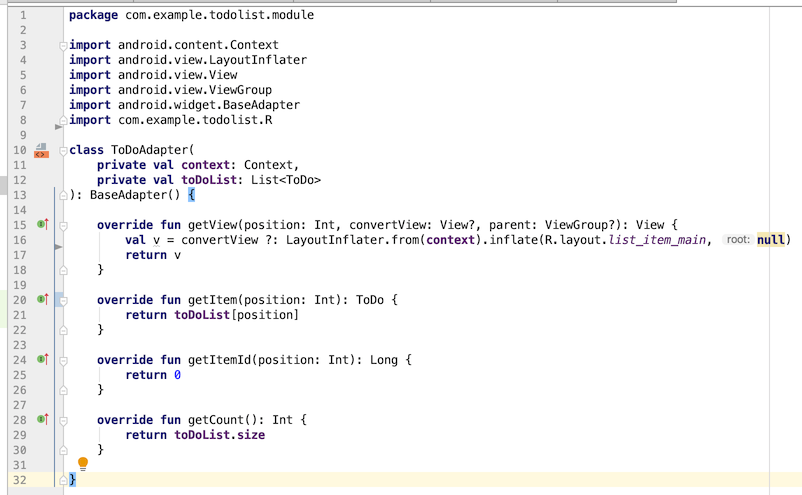 1 package com.example.todolist.module
2
3 import android.content.Context
4 import android.view.LayoutInflater
5 import android.view.View
6 import android.view.ViewGroup
7 import android.widget.BaseAdapter
8 import com.example.todolist.R
9
10 class ToDoAdapter(
11     private val context: Context,
12     private val toDoList: List<ToDo>
13 ): BaseAdapter() {
14
15     override fun getView(position: Int, convertView: View?, parent: ViewGroup?): View {
16         val v = convertView ?: LayoutInflater.from(context).inflate(R.layout.list_item_main, root: null)
17         return v
18     }
19
20     override fun getItem(position: Int): ToDo {
21         return toDoList[position]
22     }
23
24     override fun getItemId(position: Int): Long {
25         return 0
26     }
27
28     override fun getCount(): Int {
29         return toDoList.size
30     }
31
32 }